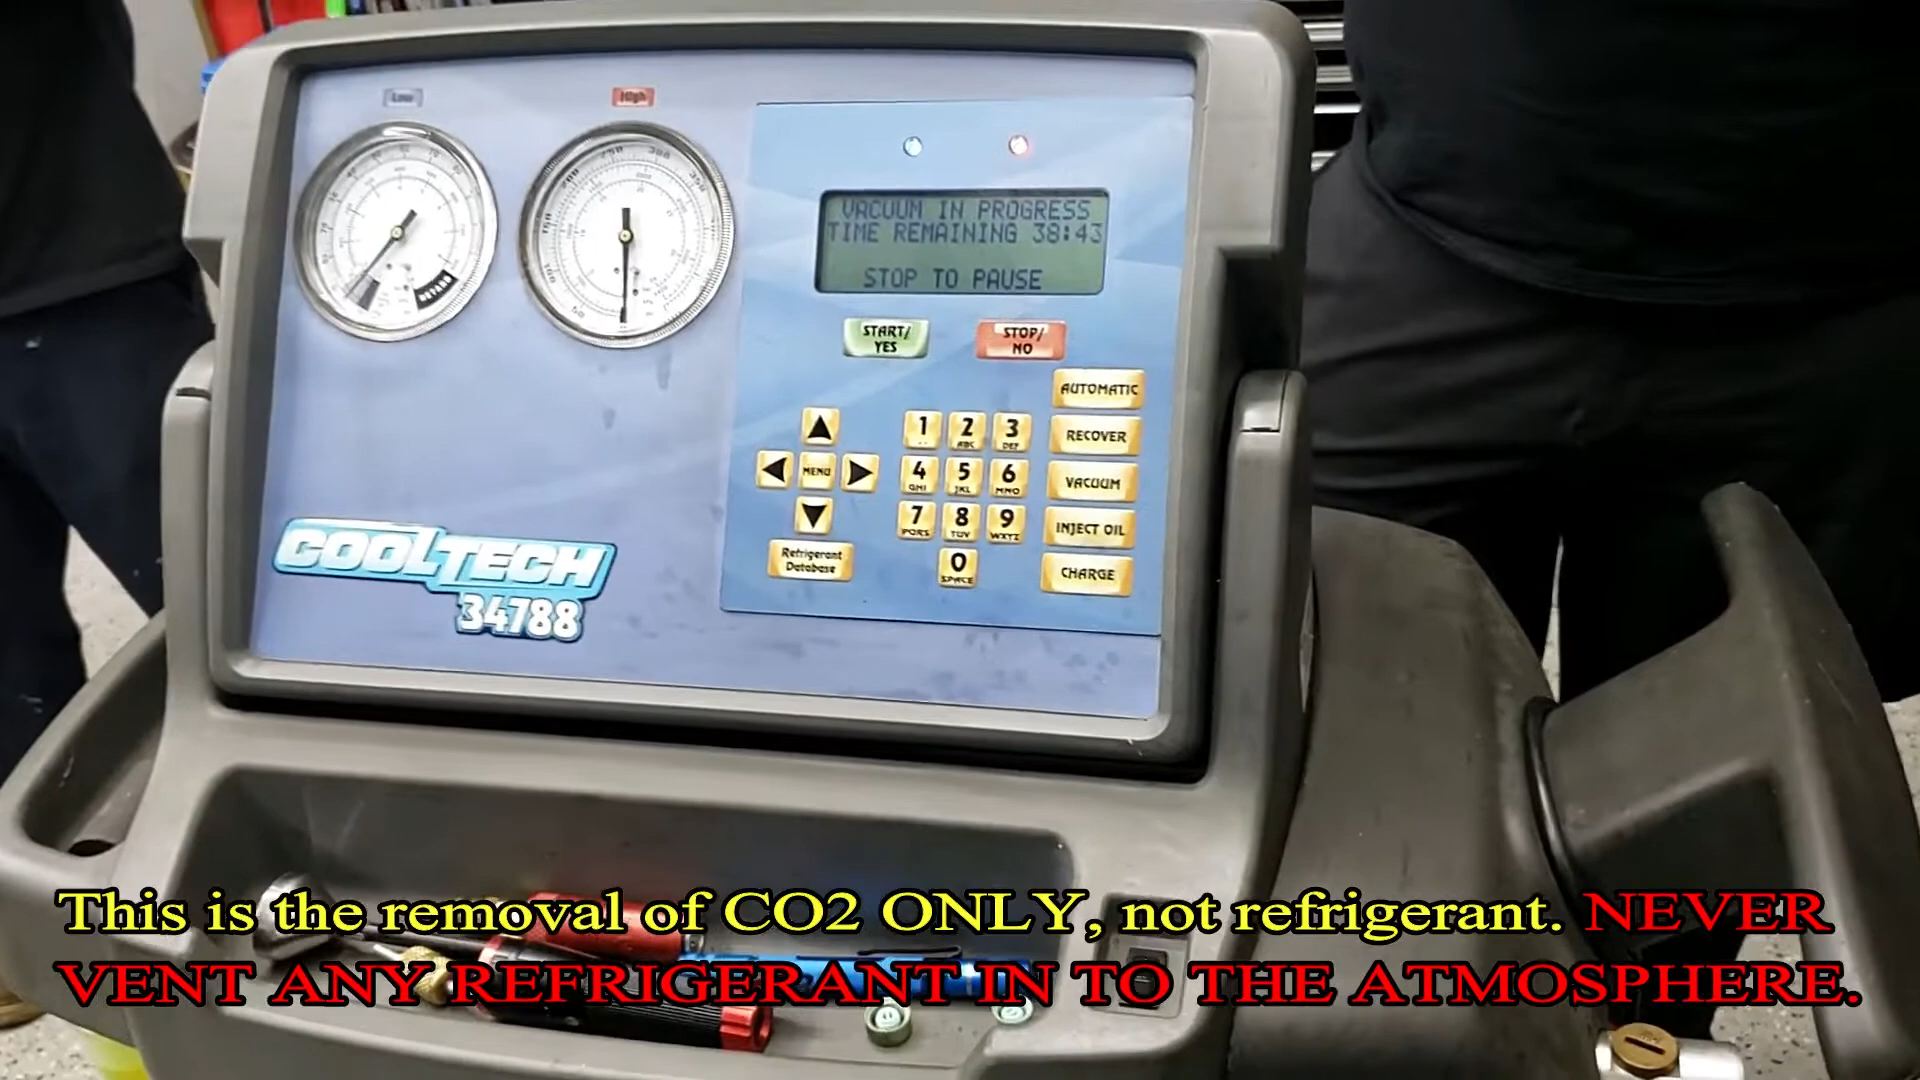 Low
High
VACUUM IN PROGRESS
TIME REMAINING 38:43
STOP TO PAUSE
START/
YES
STOP/
NO
AUTOMATIC
RECOVER
VACUUM
INJECT OIL
CHARGE
MENU
Refrigerant
Database
1
2
ABC
3
DEF
4
GHI
5
JKL
6
MNO
7
PQRS
8
TUV
9
WXYZ
0
SPACE
RETARD
COOLTECH
34788
This is the removal of CO2 ONLY, not refrigerant. NEVER
VENT ANY REFRIGERANT IN TO THE ATMOSPHERE.